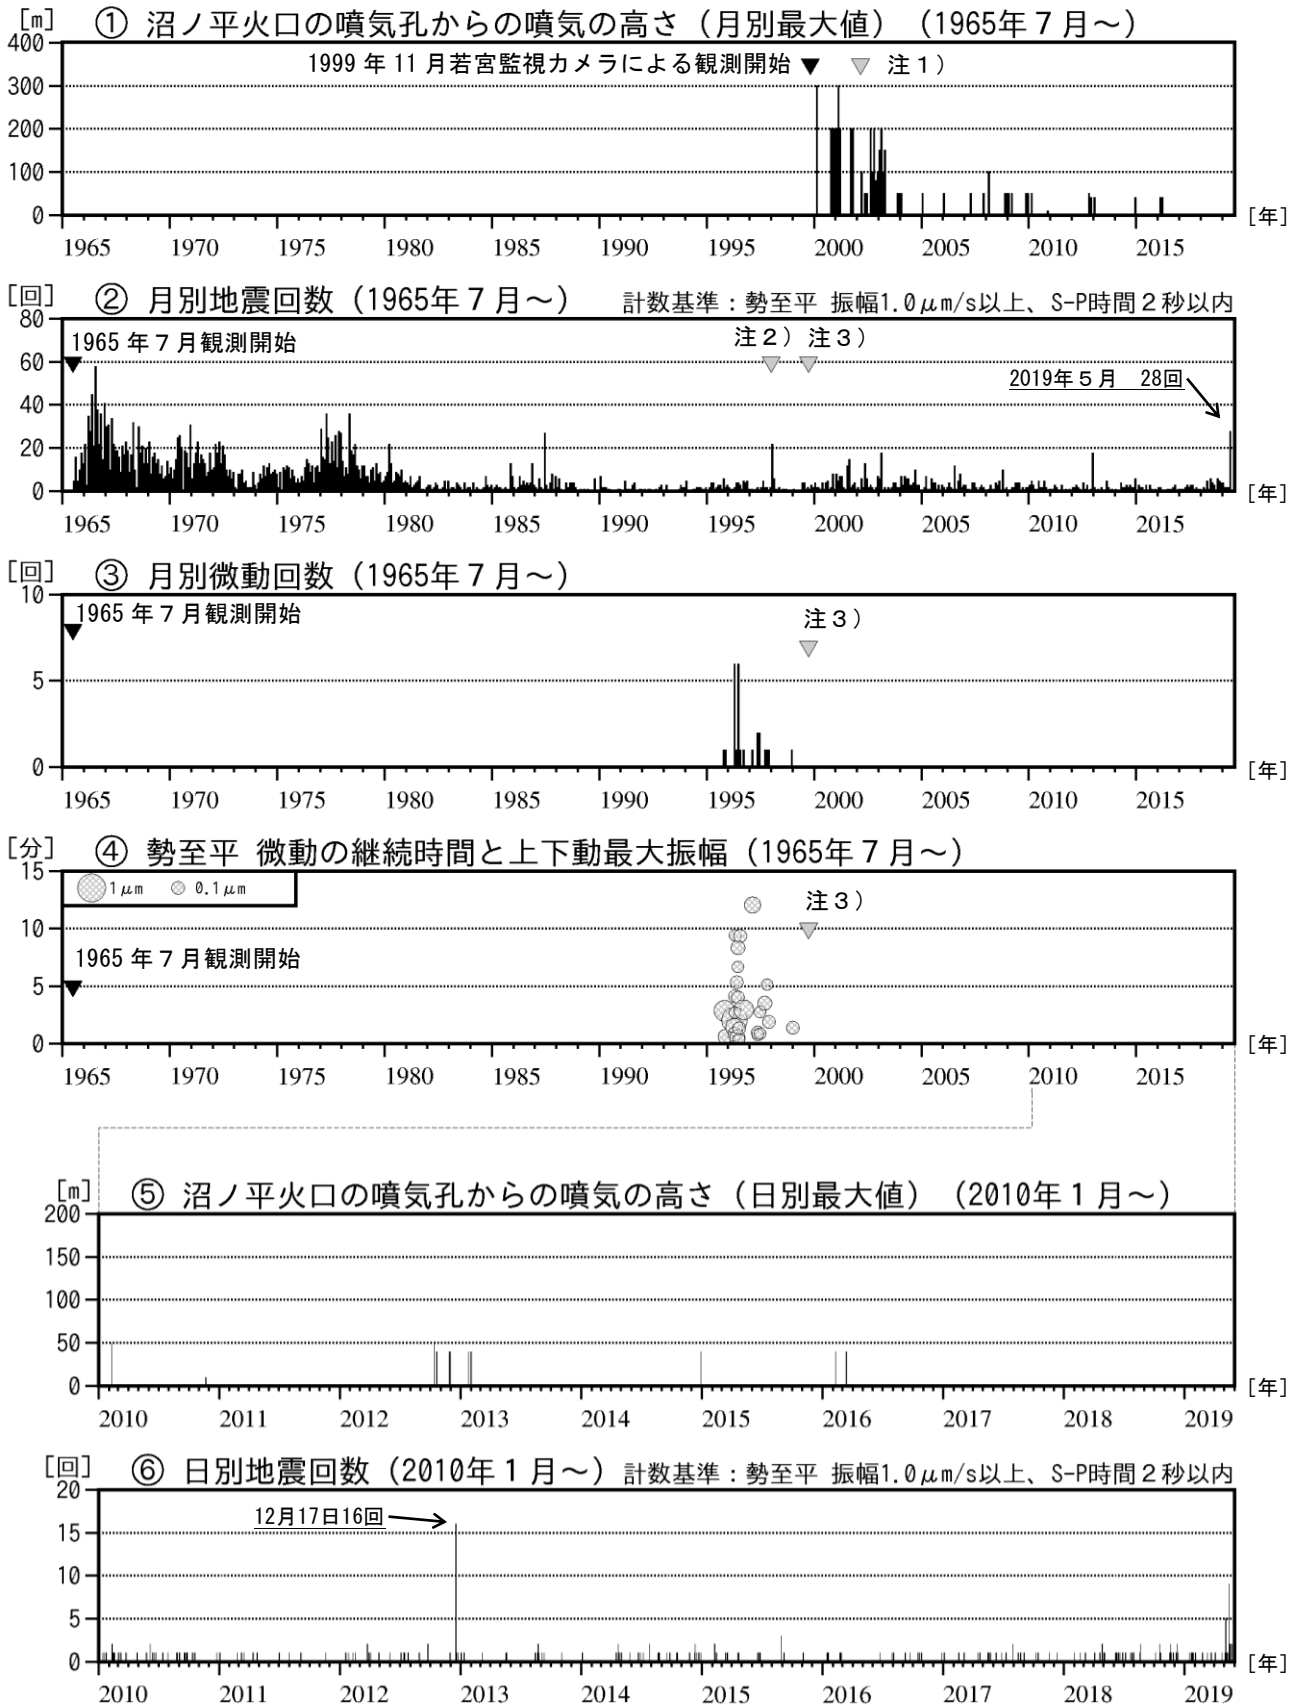 [m] ① 沼ノ平火口の噴気孔からの噴気の高さ（月別最大値）（1965年７月～）
400
1999 年 11 月若宮監視カメラによる観測開始 注１）
300
200
100
0
[年]
1965 1970 1975 1980 1985 1990 1995 2000 2005 2010 2015
[回] ② 月別地震回数（1965年７月～） 計数基準：勢至平 振幅1.0μm/s以上、S-P時間２秒以内
80
1965 年７月観測開始 注２） 注３）
60
2019年５月 28回
40
20
0
[年]
1965 1970 1975 1980 1985 1990 1995 2000 2005 2010 2015
[回] ③ 月別微動回数（1965年７月～）
10
1965 年７月観測開始 注３）
5
0
[年]
1965 1970 1975 1980 1985 1990 1995 2000 2005 2010 2015
[分] ④ 勢至平 微動の継続時間と上下動最大振幅（1965年７月～）
15
1μm 0.1μm 注３）
10
1965 年７月観測開始
5
0
[年]
1965 1970 1975 1980 1985 1990 1995 2000 2005 2010 2015
[m] ⑤ 沼ノ平火口の噴気孔からの噴気の高さ（日別最大値）（2010年１月～）
200
150
100
50
0
[年]
2010 2011 2012 2013 2014 2015 2016 2017 2018 2019
[回] ⑥ 日別地震回数（2010年１月～） 計数基準：勢至平 振幅1.0μm/s以上、S-P時間２秒以内
20
12月17日16回
15
10
5
0
[年]
2010 2011 2012 2013 2014 2015 2016 2017 2018 2019